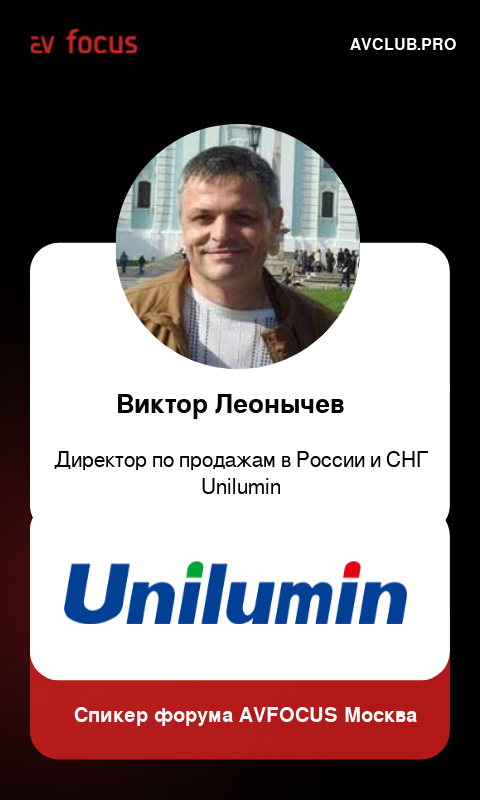 av focus
AVCLUB.PRO
Виктор Леонычев
Директор по продажам в России и СНГ
Unilumin
Unilumin
Спикер форума AVFOCUS Москва